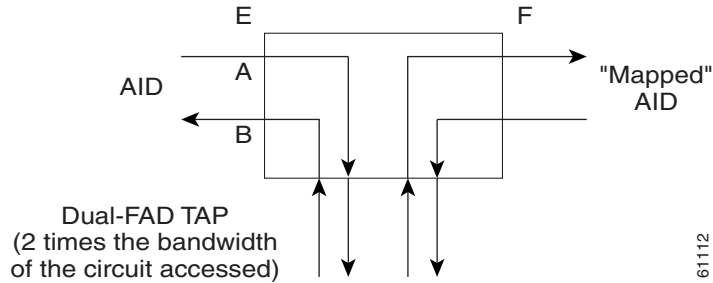 E
F
A
AID
B
"Mapped"
AID
Dual-FAD TAP
(2 times the bandwidth
of the circuit accessed)
61112